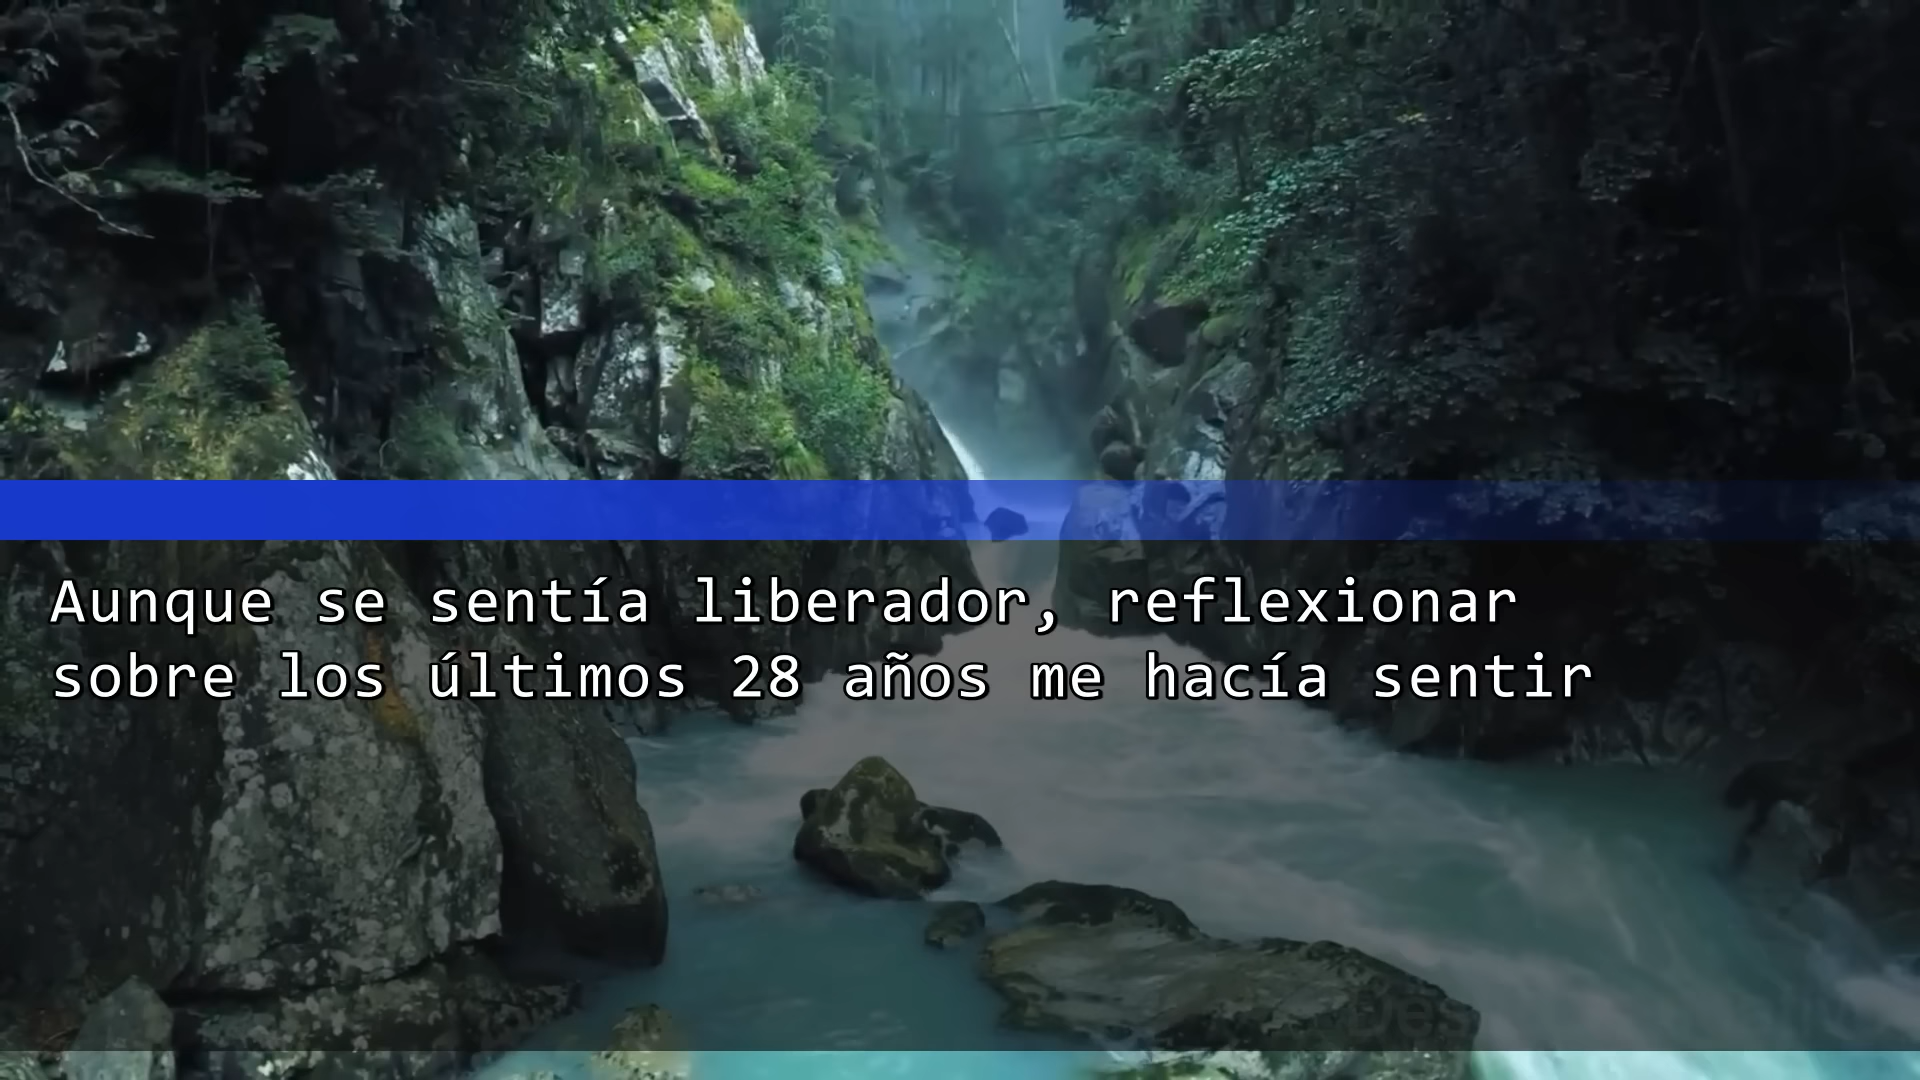 Aunque se sentía liberador, reflexionar
sobre los últimos 28 años me hacía sentir